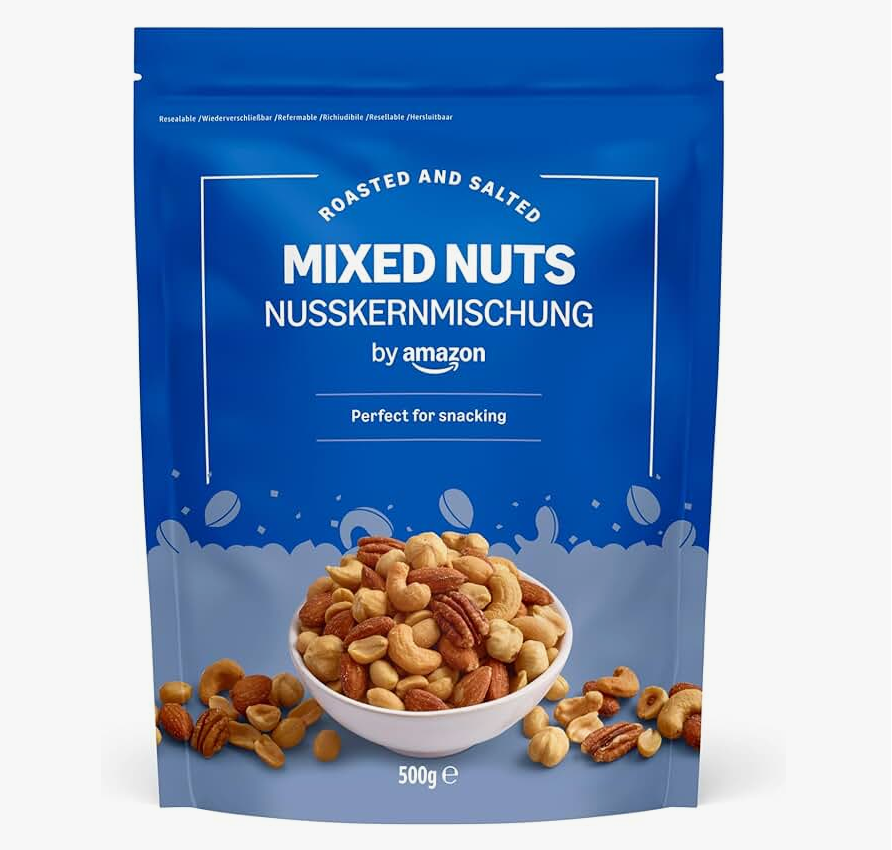 Resealable /Wiederverschließbar /Refermable /Richiudibile /Resellable /Hersluitbaar
ROASTED AND SALTED
MIXED NUTS
NUSSKERNMISCHUNG
by amazon
Perfect for snacking
500g ℮